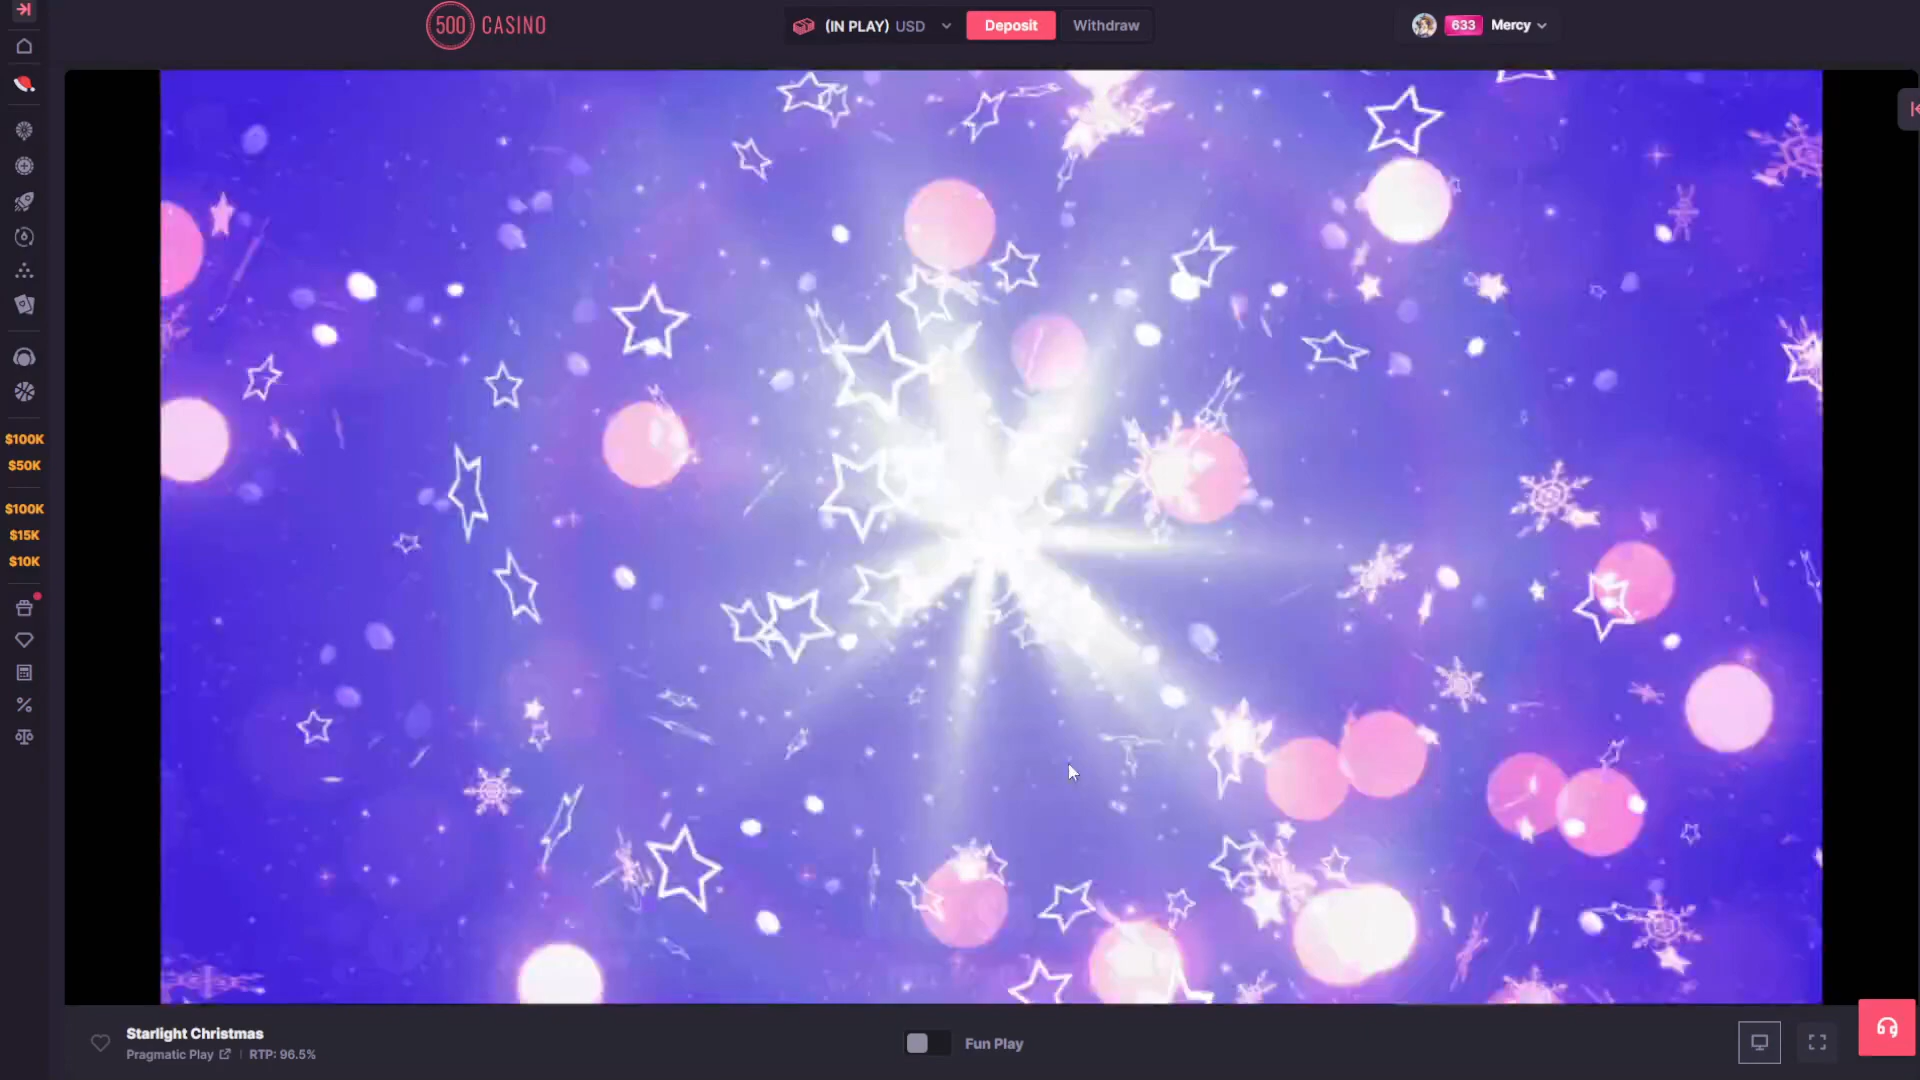 500 CASINO
(IN PLAY) USD
Deposit
Withdraw
633
Mercy
$100K
$50K
$100K
$15K
$10K
Starlight Christmas
Pragmatic Play | RTP: 96.5%
Fun Play